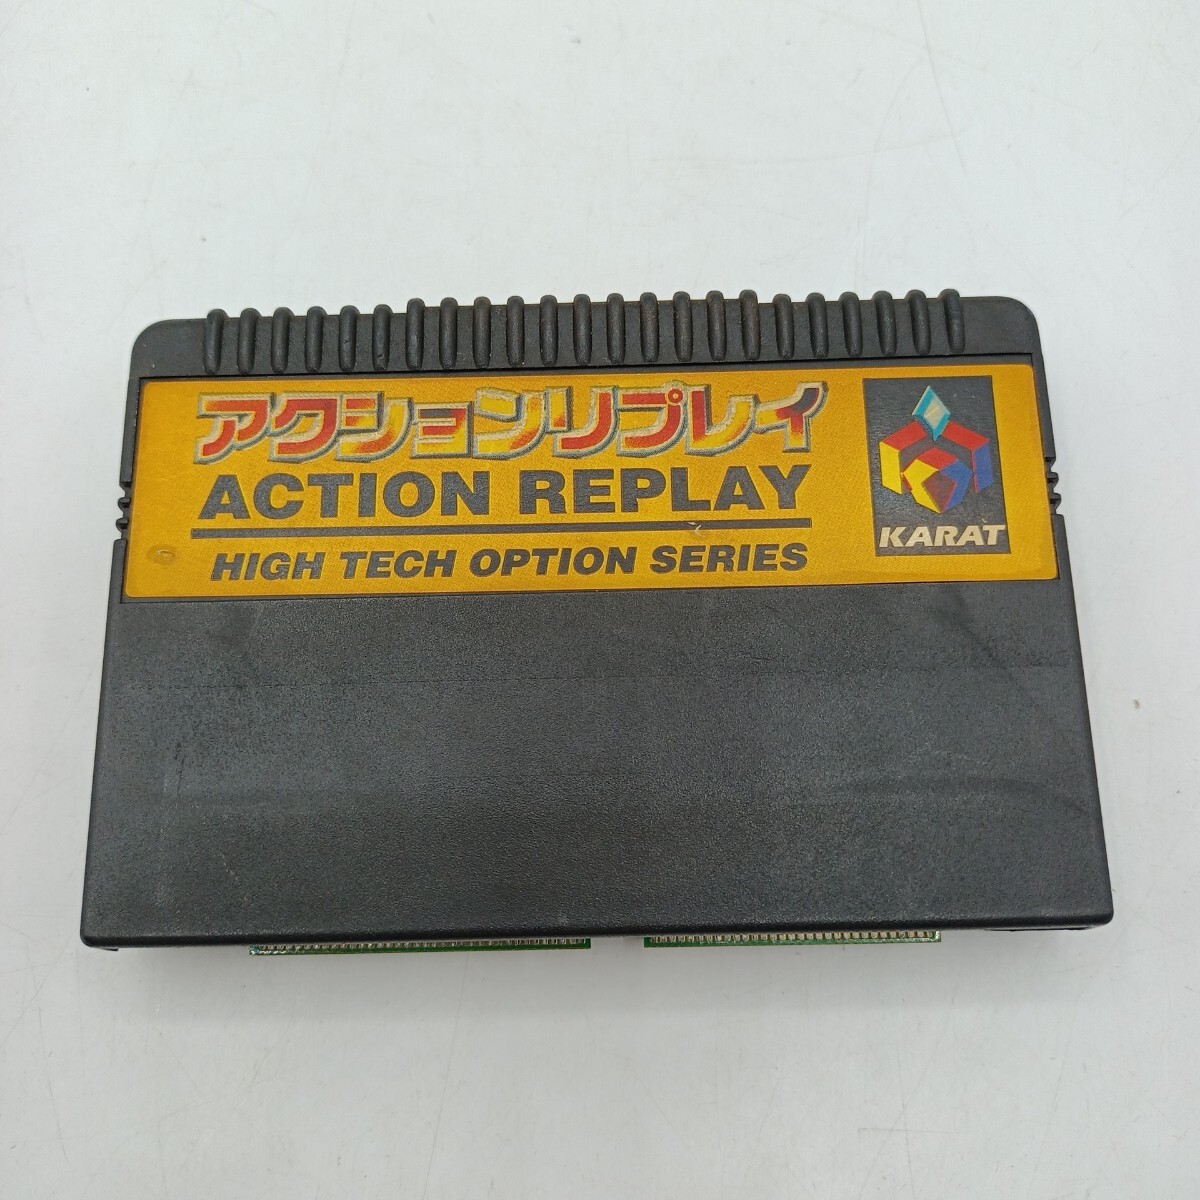 アクションリプレイ
ACTION REPLAY
HIGH TECH OPTION SERIES
KARAT